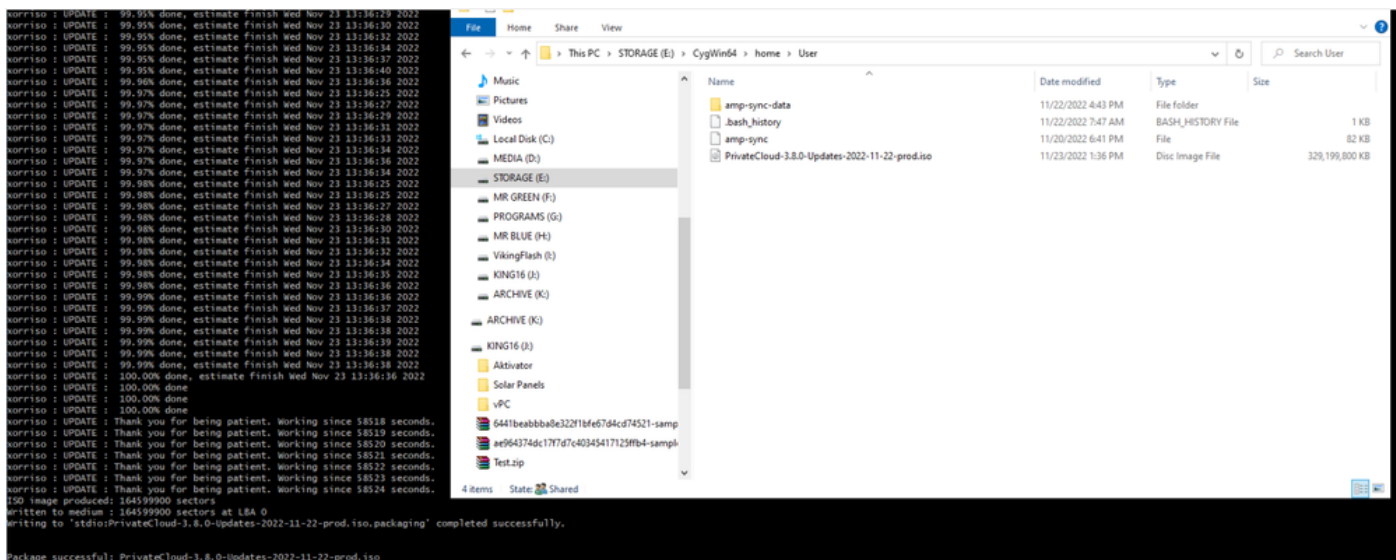 xorriso : UPDATE :  99.95% done, estimate finish Wed Nov 23 13:36:29 2022
xorriso : UPDATE :  99.95% done, estimate finish Wed Nov 23 13:36:30 2022
xorriso : UPDATE :  99.95% done, estimate finish Wed Nov 23 13:36:32 2022
xorriso : UPDATE :  99.95% done, estimate finish Wed Nov 23 13:36:34 2022
xorriso : UPDATE :  99.95% done, estimate finish Wed Nov 23 13:36:37 2022
xorriso : UPDATE :  99.95% done, estimate finish Wed Nov 23 13:36:40 2022
xorriso : UPDATE :  99.96% done, estimate finish Wed Nov 23 13:36:36 2022
xorriso : UPDATE :  99.97% done, estimate finish Wed Nov 23 13:36:25 2022
xorriso : UPDATE :  99.97% done, estimate finish Wed Nov 23 13:36:27 2022
xorriso : UPDATE :  99.97% done, estimate finish Wed Nov 23 13:36:29 2022
xorriso : UPDATE :  99.97% done, estimate finish Wed Nov 23 13:36:31 2022
xorriso : UPDATE :  99.97% done, estimate finish Wed Nov 23 13:36:33 2022
xorriso : UPDATE :  99.97% done, estimate finish Wed Nov 23 13:36:34 2022
xorriso : UPDATE :  99.97% done, estimate finish Wed Nov 23 13:36:36 2022
xorriso : UPDATE :  99.97% done, estimate finish Wed Nov 23 13:36:34 2022
xorriso : UPDATE :  99.98% done, estimate finish Wed Nov 23 13:36:25 2022
xorriso : UPDATE :  99.98% done, estimate finish Wed Nov 23 13:36:25 2022
xorriso : UPDATE :  99.98% done, estimate finish Wed Nov 23 13:36:27 2022
xorriso : UPDATE :  99.98% done, estimate finish Wed Nov 23 13:36:28 2022
xorriso : UPDATE :  99.98% done, estimate finish Wed Nov 23 13:36:30 2022
xorriso : UPDATE :  99.98% done, estimate finish Wed Nov 23 13:36:31 2022
xorriso : UPDATE :  99.98% done, estimate finish Wed Nov 23 13:36:32 2022
xorriso : UPDATE :  99.98% done, estimate finish Wed Nov 23 13:36:34 2022
xorriso : UPDATE :  99.98% done, estimate finish Wed Nov 23 13:36:35 2022
xorriso : UPDATE :  99.98% done, estimate finish Wed Nov 23 13:36:36 2022
xorriso : UPDATE :  99.99% done, estimate finish Wed Nov 23 13:36:36 2022
xorriso : UPDATE :  99.99% done, estimate finish Wed Nov 23 13:36:37 2022
xorriso : UPDATE :  99.99% done, estimate finish Wed Nov 23 13:36:38 2022
xorriso : UPDATE :  99.99% done, estimate finish Wed Nov 23 13:36:38 2022
xorriso : UPDATE :  99.99% done, estimate finish Wed Nov 23 13:36:39 2022
xorriso : UPDATE :  99.99% done, estimate finish Wed Nov 23 13:36:38 2022
xorriso : UPDATE :  99.99% done, estimate finish Wed Nov 23 13:36:38 2022
xorriso : UPDATE :  100.00% done, estimate finish Wed Nov 23 13:36:36 2022
xorriso : UPDATE :  100.00% done
xorriso : UPDATE :  100.00% done
xorriso : UPDATE :  100.00% done
xorriso : UPDATE : Thank you for being patient. Working since 58518 seconds.
xorriso : UPDATE : Thank you for being patient. Working since 58519 seconds.
xorriso : UPDATE : Thank you for being patient. Working since 58520 seconds.
xorriso : UPDATE : Thank you for being patient. Working since 58521 seconds.
xorriso : UPDATE : Thank you for being patient. Working since 58522 seconds.
xorriso : UPDATE : Thank you for being patient. Working since 58523 seconds.
xorriso : UPDATE : Thank you for being patient. Working since 58524 seconds.
ISO image produced: 164599900 sectors
Written to medium : 164599900 sectors at LBA 0
Writing to 'stdio:PrivateCloud-3.8.0-Updates-2022-11-22-prod.iso.packaging' completed successfully.
Package successful: PrivateCloud-3.8.0-Updates-2022-11-22-prod.iso
File Home Share View
This PC > STORAGE (E:) > CygWin64 > home > User
Search User
Music
Pictures
Videos
Local Disk (C:)
MEDIA (D:)
STORAGE (E:)
MR GREEN (F:)
PROGRAMS (G:)
MR BLUE (H:)
VikingFlash (I:)
KING16 (J:)
ARCHIVE (K:)
ARCHIVE (K:)
KING16 (J:)
Aktivator
Solar Panels
vPC
6441beabbba8e322f1bfe67d4cd74521-samp
ae964374dc17f7d7c40345417125ffb4-sampl
Test.zip
Name Date modified Type Size
amp-sync-data 11/22/2022 4:43 PM File folder
.bash_history 11/22/2022 7:47 AM BASH_HISTORY File 1 KB
amp-sync 11/20/2022 6:41 PM File 82 KB
PrivateCloud-3.8.0-Updates-2022-11-22-prod.iso 11/23/2022 1:36 PM Disc Image File 329,199,800 KB
4 items State: Shared